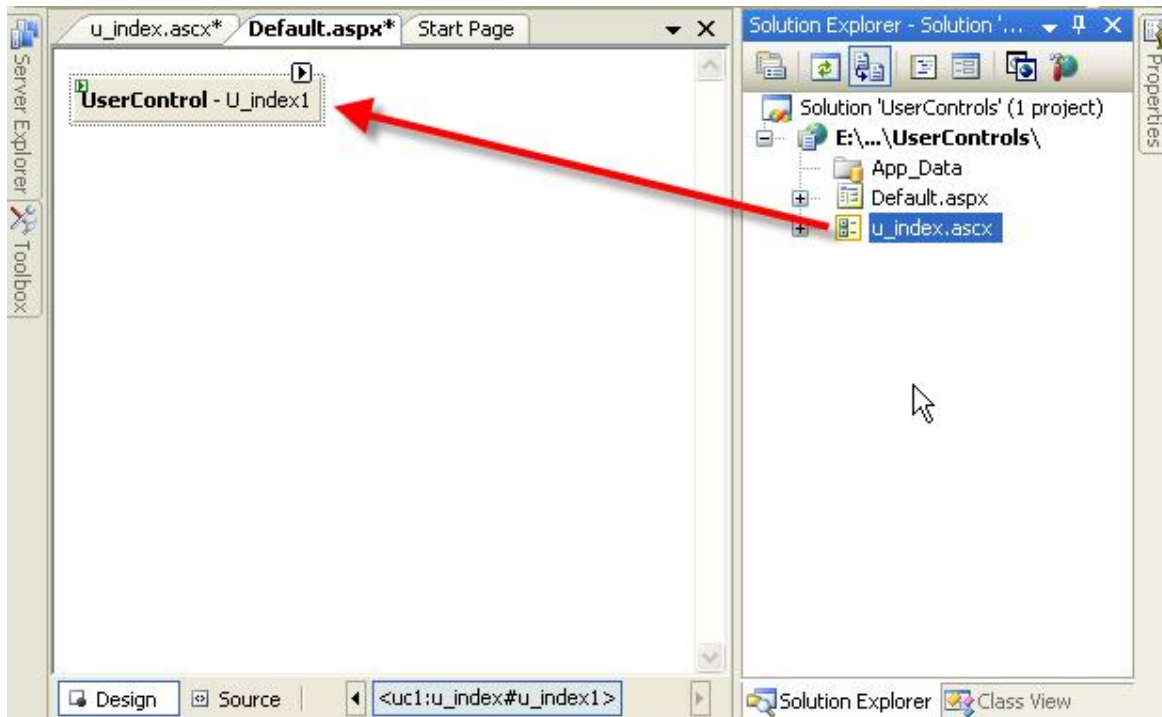 Server Explorer
Toolbox
u_index.ascx*
Default.aspx*
Start Page
UserControl - U_index1
Design
Source
<uc1:u_index#u_index1>
Solution Explorer - Solution '...
Solution 'UserControls' (1 project)
E:\...\UserControls\
App_Data
Default.aspx
u_index.ascx
Solution Explorer
Class View
Properties